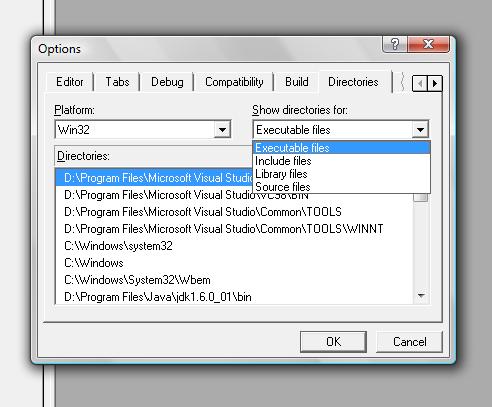 Options
Editor Tabs Debug Compatibility Build Directories
Platform: Show directories for:
Win32 Executable files
Executable files
Include files
Library files
Source files
Directories:
D:\Program Files\Microsoft Visual Studio
D:\Program Files\Microsoft Visual Studio\VC98\BIN
D:\Program Files\Microsoft Visual Studio\Common\TOOLS
D:\Program Files\Microsoft Visual Studio\Common\TOOLS\WINNT
C:\Windows\system32
C:\Windows
C:\Windows\System32\Wbem
D:\Program Files\Java\jdk1.6.0_01\bin
OK Cancel